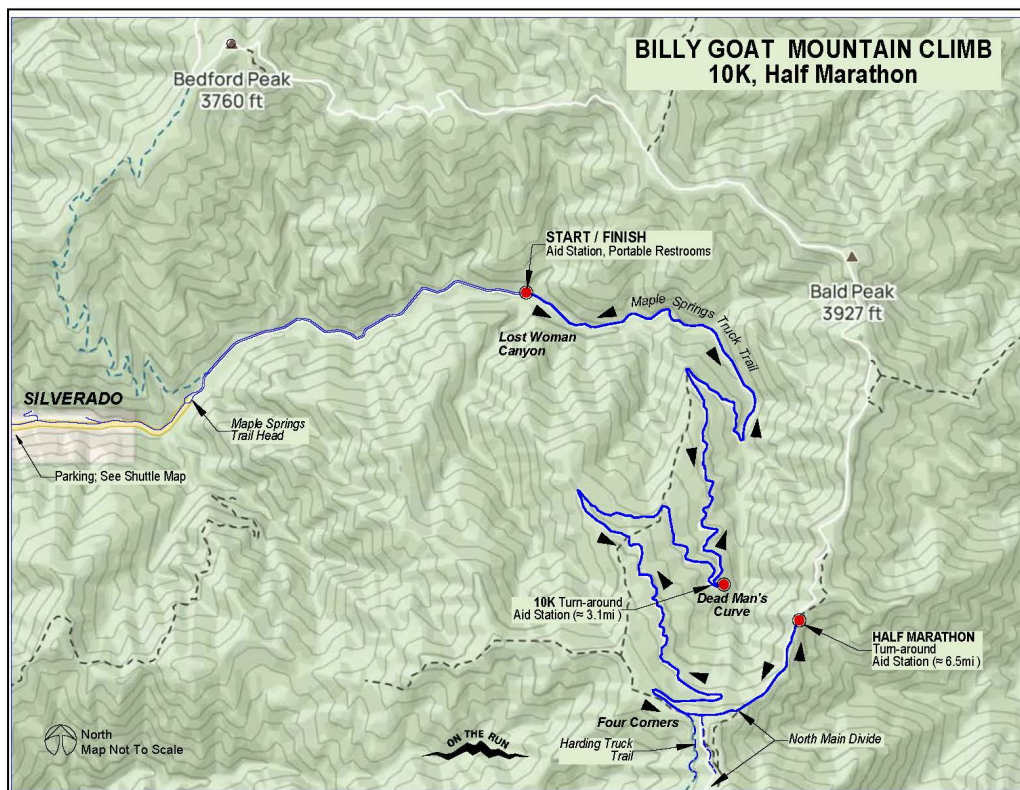 BILLY GOAT MOUNTAIN CLIMB
10K, Half Marathon
Bedford Peak
3760 ft
START / FINISH
Aid Station, Portable Restrooms
Maple Springs Truck Trail
Bald Peak
3927 ft
Lost Woman
Canyon
SILVERADO
Maple Springs
Trail Head
Parking; See Shuttle Map
10K Turn-around
Aid Station (≈ 3.1mi )
Dead Man's
Curve
HALF MARATHON
Turn-around
Aid Station (≈ 6.5mi )
Four Corners
North Main Divide
Harding Truck
Trail
North
Map Not To Scale
ON THE RUN